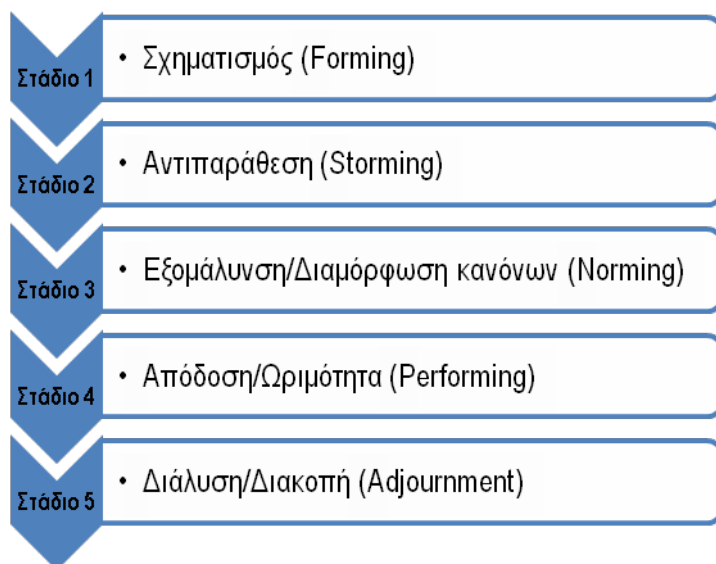 Στάδιο 1
• Σχηματισμός (Forming)
Στάδιο 2
• Αντιπαράθεση (Storming)
Στάδιο 3
• Εξομάλυνση/Διαμόρφωση κανόνων (Norming)
Στάδιο 4
• Απόδοση/Ωριμότητα (Performing)
Στάδιο 5
• Διάλυση/Διακοπή (Adjournment)